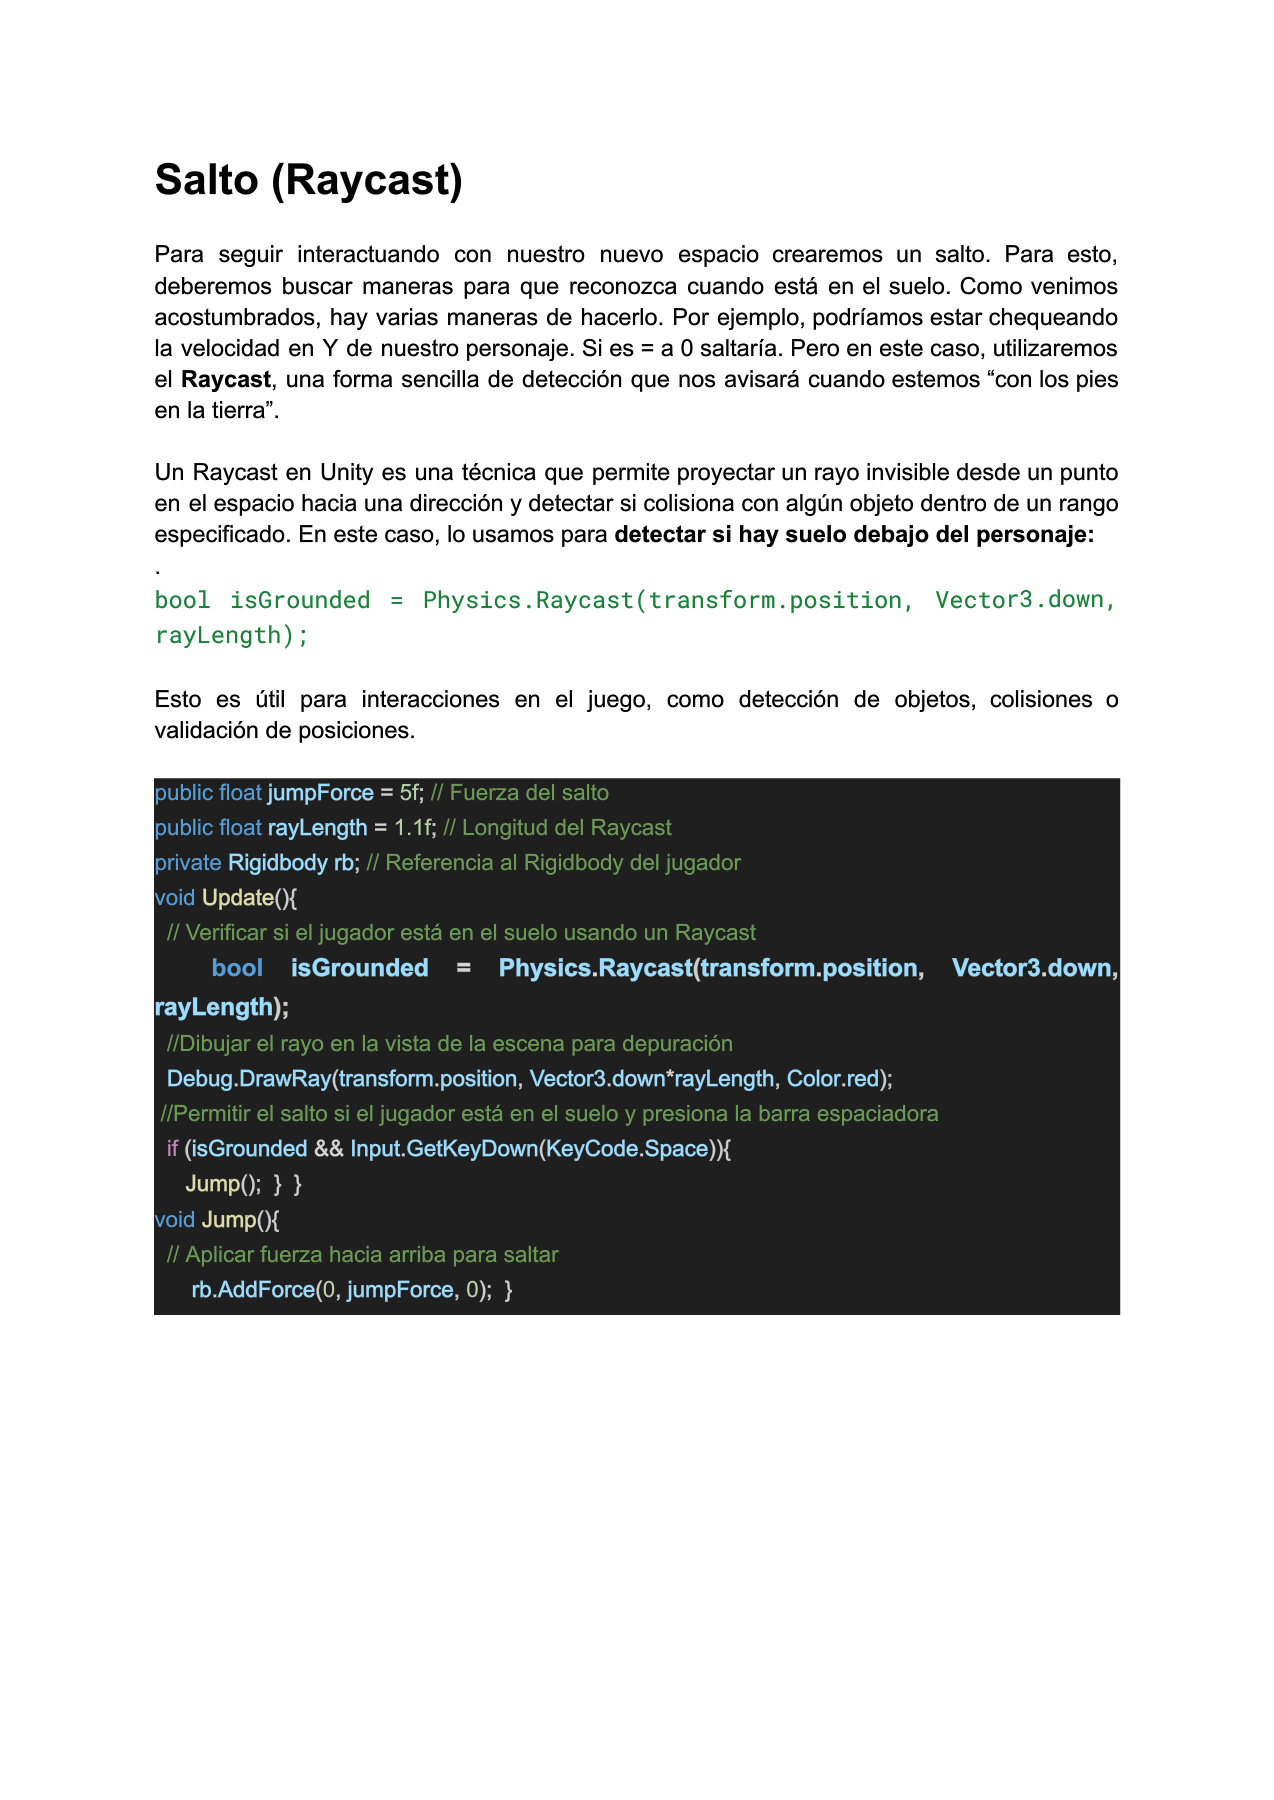 Salto (Raycast)
Para seguir interactuando con nuestro nuevo espacio crearemos un salto. Para esto,
deberemos buscar maneras para que reconozca cuando está en el suelo. Como venimos
acostumbrados, hay varias maneras de hacerlo. Por ejemplo, podríamos estar chequeando
la velocidad en Y de nuestro personaje. Si es = a 0 saltaría. Pero en este caso, utilizaremos
el Raycast, una forma sencilla de detección que nos avisará cuando estemos “con los pies
en la tierra”.
Un Raycast en Unity es una técnica que permite proyectar un rayo invisible desde un punto
en el espacio hacia una dirección y detectar si colisiona con algún objeto dentro de un rango
especificado. En este caso, lo usamos para detectar si hay suelo debajo del personaje:
.
bool isGrounded = Physics.Raycast(transform.position, Vector3.down,
rayLength);
Esto es útil para interacciones en el juego, como detección de objetos, colisiones o
validación de posiciones.
public float jumpForce = 5f; // Fuerza del salto
public float rayLength = 1.1f; // Longitud del Raycast
private Rigidbody rb; // Referencia al Rigidbody del jugador
void Update(){
// Verificar si el jugador está en el suelo usando un Raycast
bool isGrounded = Physics.Raycast(transform.position, Vector3.down,
rayLength);
//Dibujar el rayo en la vista de la escena para depuración
Debug.DrawRay(transform.position, Vector3.down*rayLength, Color.red);
//Permitir el salto si el jugador está en el suelo y presiona la barra espaciadora
if (isGrounded && Input.GetKeyDown(KeyCode.Space)){
Jump(); } }
void Jump(){
// Aplicar fuerza hacia arriba para saltar
rb.AddForce(0, jumpForce, 0); }